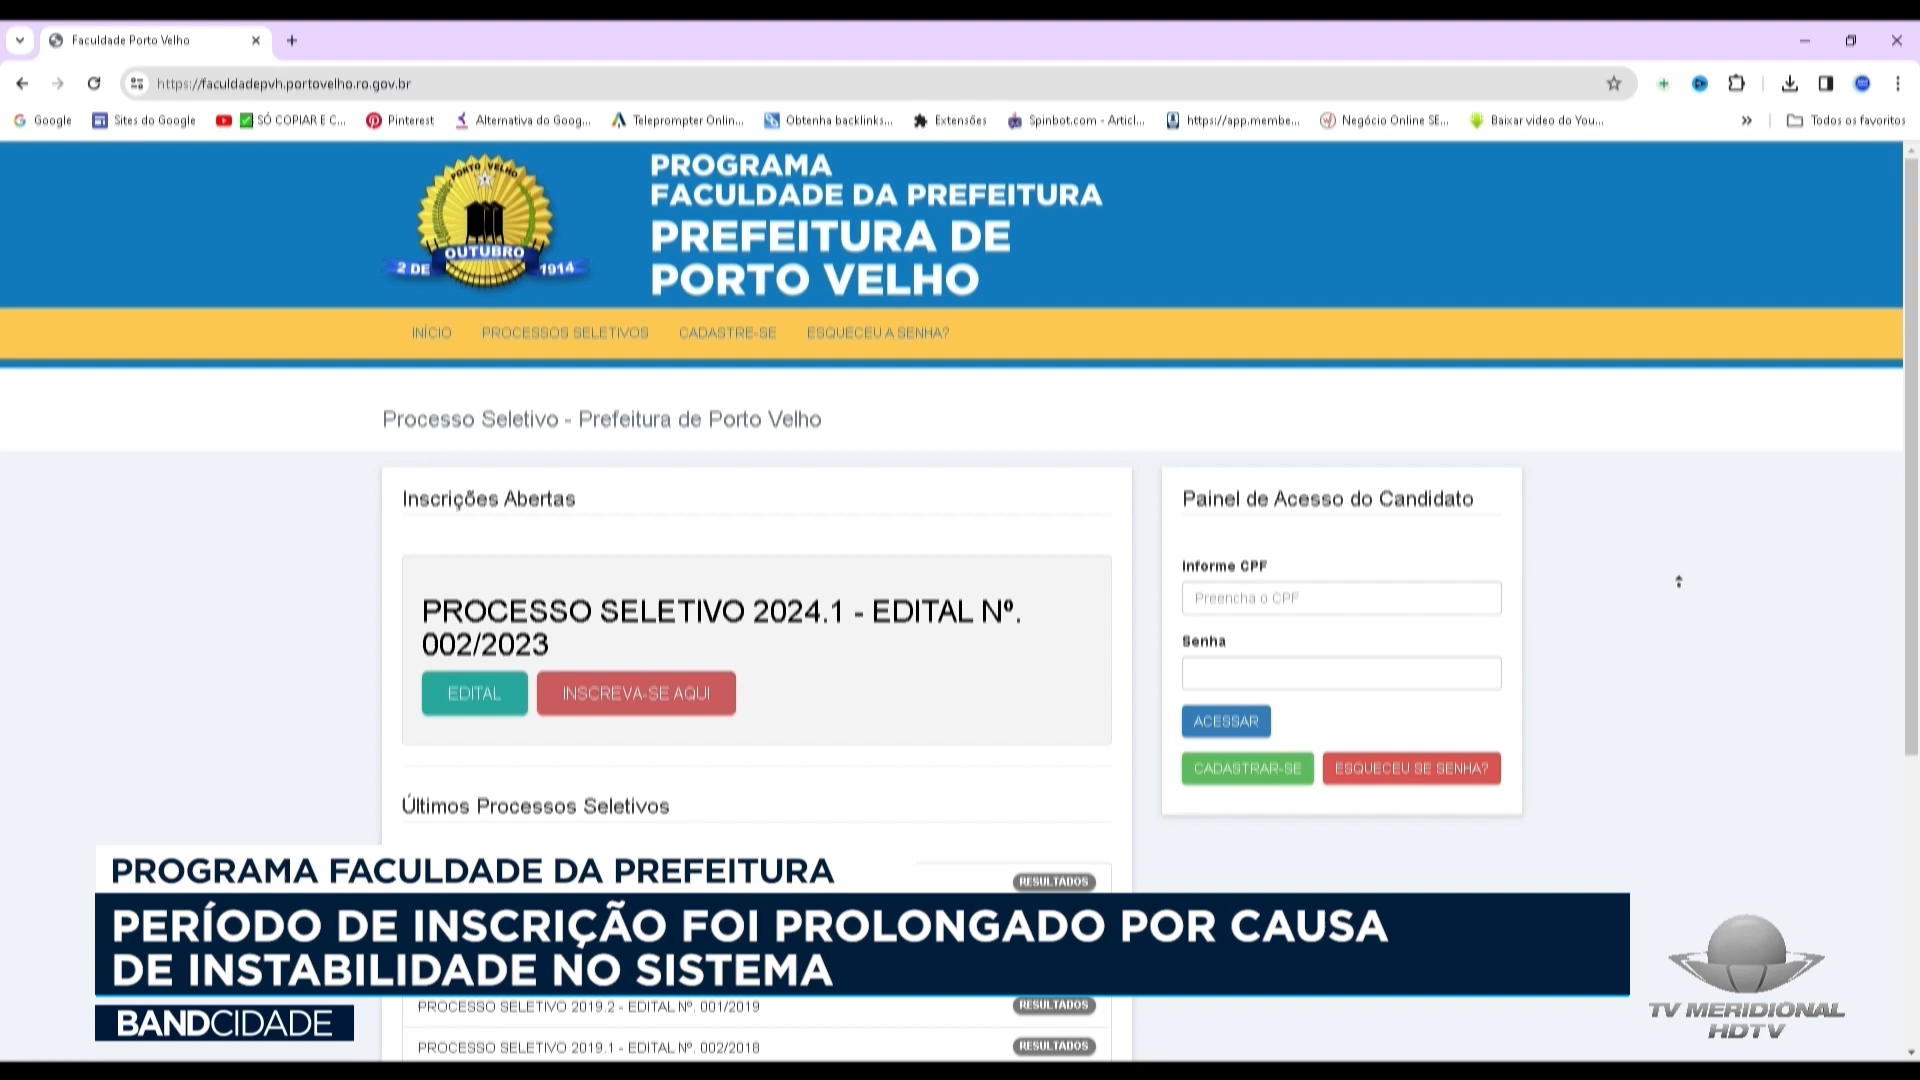 Faculdade Porto Velho
https://faculdadepvh.portovelho.ro.gov.br
Google
Sites do Google
SÓ COPIAR E C...
Pinterest
Alternativa do Goog...
Teleprompter Onlin...
Obtenha backlinks...
Extensões
Spinbot.com - Articl...
https://app.membe...
Negócio Online SE...
Baixar video do You...
Todos os favoritos
PORTO VELHO
2 DE OUTUBRO 1914
PROGRAMA
FACULDADE DA PREFEITURA
PREFEITURA DE
PORTO VELHO
INÍCIO
PROCESSOS SELETIVOS
CADASTRE-SE
ESQUECEU A SENHA?
Processo Seletivo - Prefeitura de Porto Velho
Inscrições Abertas
PROCESSO SELETIVO 2024.1 - EDITAL Nº.
002/2023
EDITAL
INSCREVA-SE AQUI
Últimos Processos Seletivos
Painel de Acesso do Candidato
Informe CPF
Preencha o CPF
Senha
ACESSAR
CADASTRAR-SE
ESQUECEU SE SENHA?
RESULTADOS
PROGRAMA FACULDADE DA PREFEITURA
PERÍODO DE INSCRIÇÃO FOI PROLONGADO POR CAUSA
DE INSTABILIDADE NO SISTEMA
PROCESSO SELETIVO 2019.2 - EDITAL Nº. 001/2019
RESULTADOS
PROCESSO SELETIVO 2019.1 - EDITAL Nº. 002/2018
RESULTADOS
BANDCIDADE
TV MERIDIONAL
HDTV